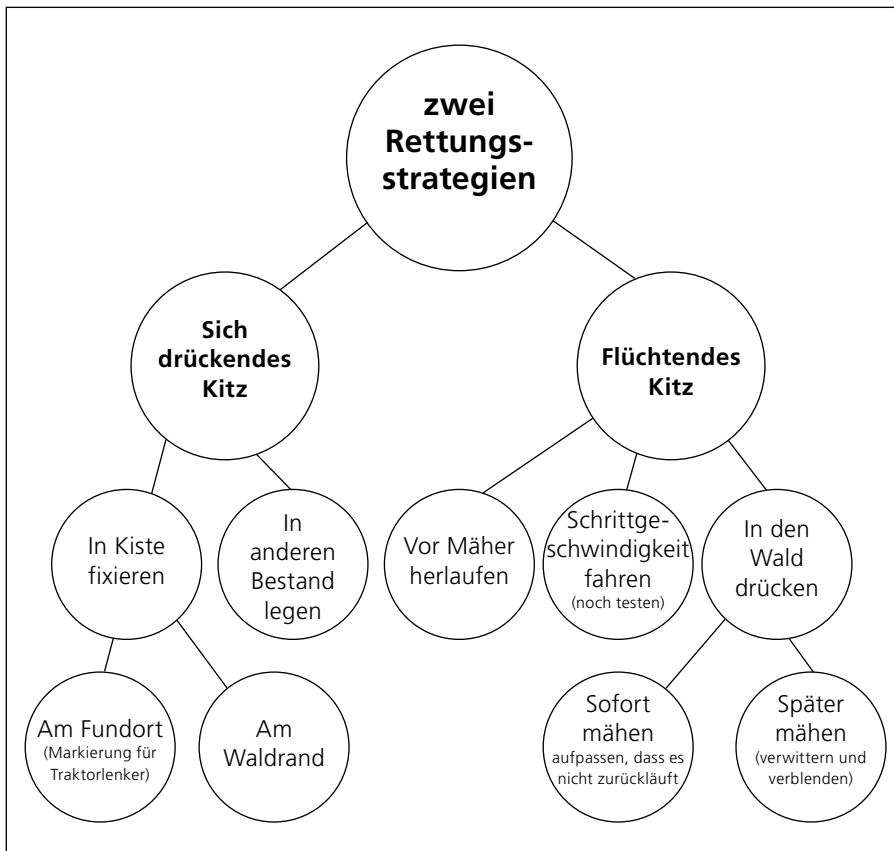 zwei
Rettungs-
strategien
Sich
drückendes
Kitz
Flüchtendes
Kitz
In Kiste
fixieren
In
anderen
Bestand
legen
Vor Mäher
herlaufen
Schrittge-
schwindigkeit
fahren
(noch testen)
In den
Wald
drücken
Am Fundort
(Markierung für
Traktorlenker)
Am
Waldrand
Sofort
mähen
aufpassen, dass es
nicht zurückläuft
Später
mähen
(verwittern und
verblenden)